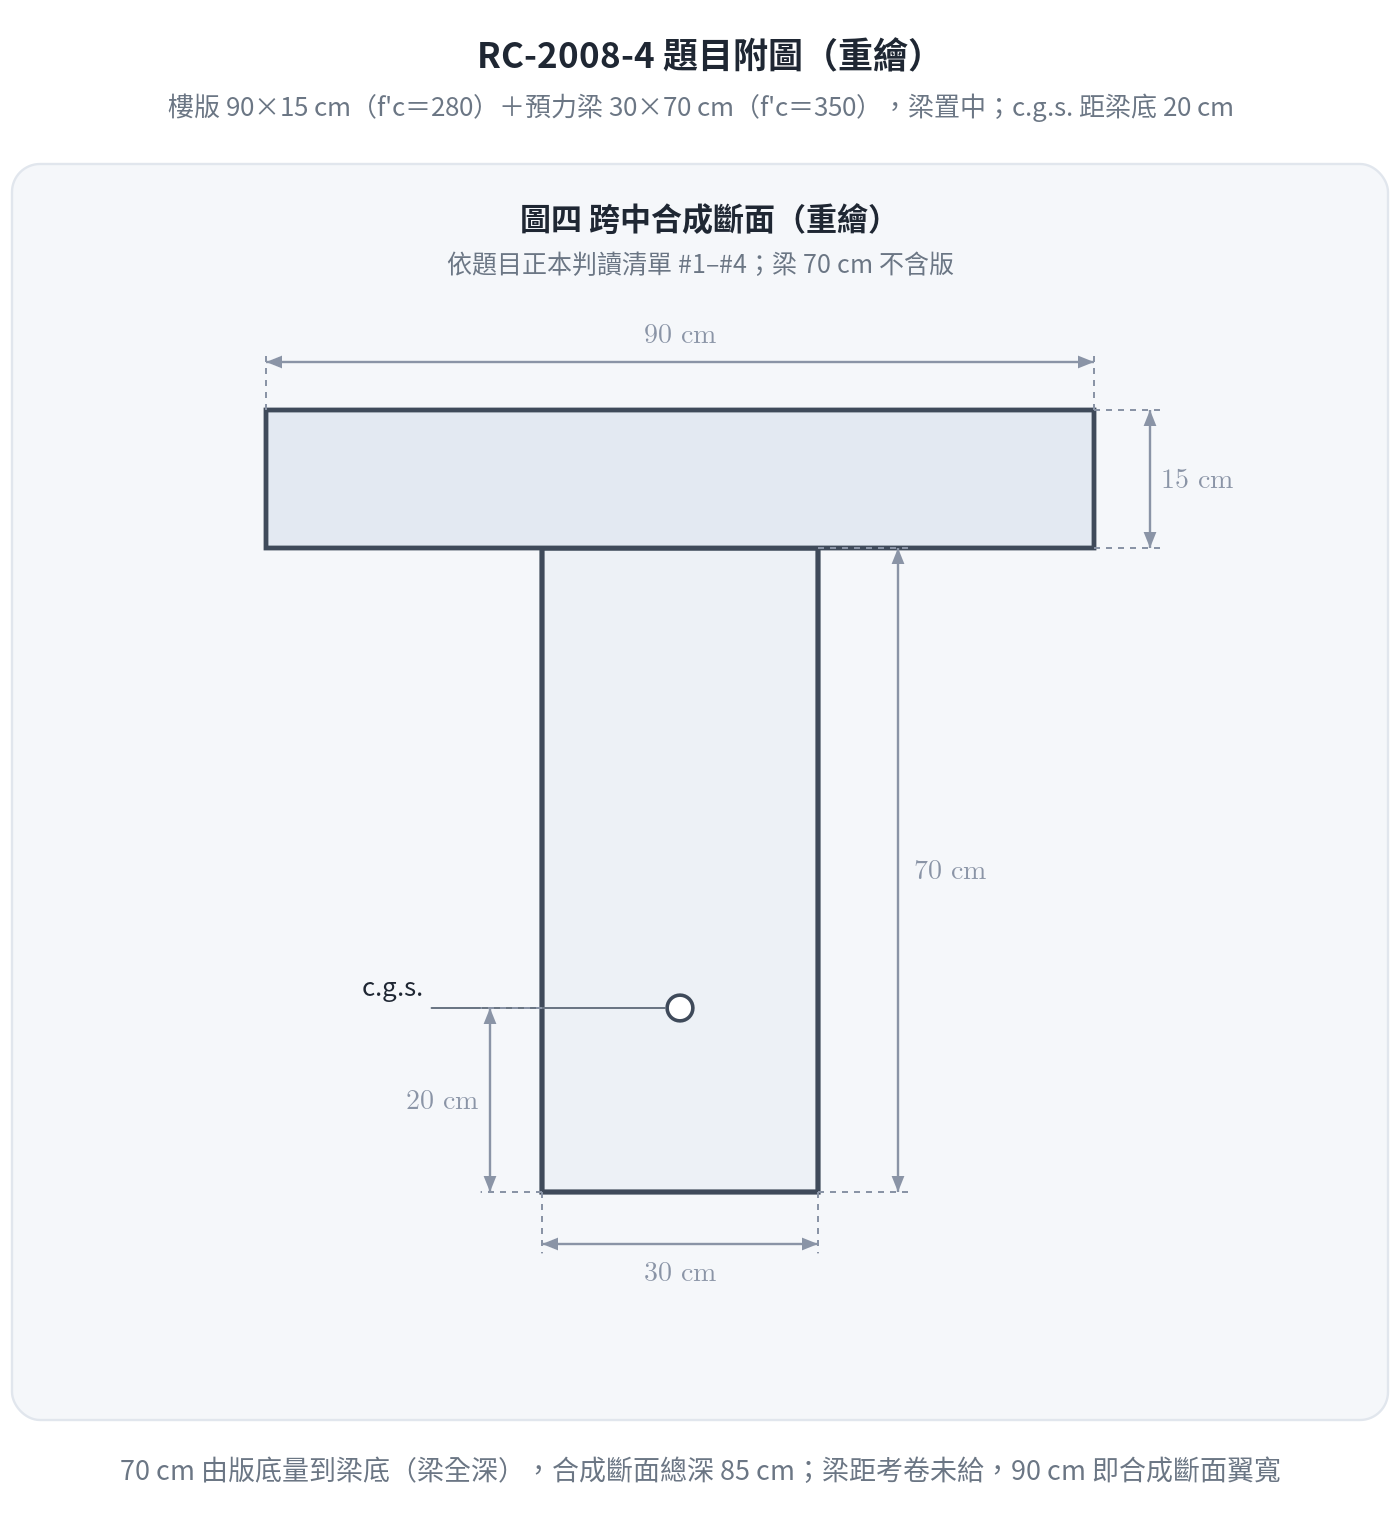 RC-2008-4 題目附圖（重繪）
樓版 90×15 cm（f'c＝280）＋預力梁 30×70 cm（f'c＝350），梁置中；c.g.s. 距梁底 20 cm
圖四 跨中合成斷面（重繪）
依題目正本判讀清單 #1–#4；梁 70 cm 不含版
90 cm
15 cm
70 cm
c.g.s.
20 cm
30 cm
70 cm 由版底量到梁底（梁全深），合成斷面總深 85 cm；梁距考卷未給，90 cm 即合成斷面翼寬